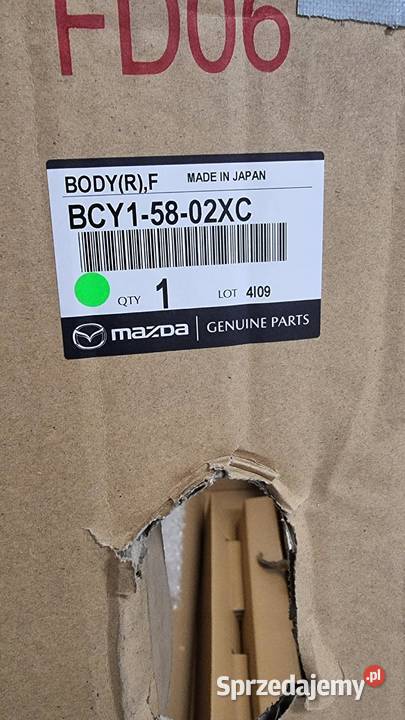 FD06
BODY(R),F MADE IN JAPAN
BCY1-58-02XC
QTY 1 LOT 4I09
mazda GENUINE PARTS
Sprzedajemy.pl